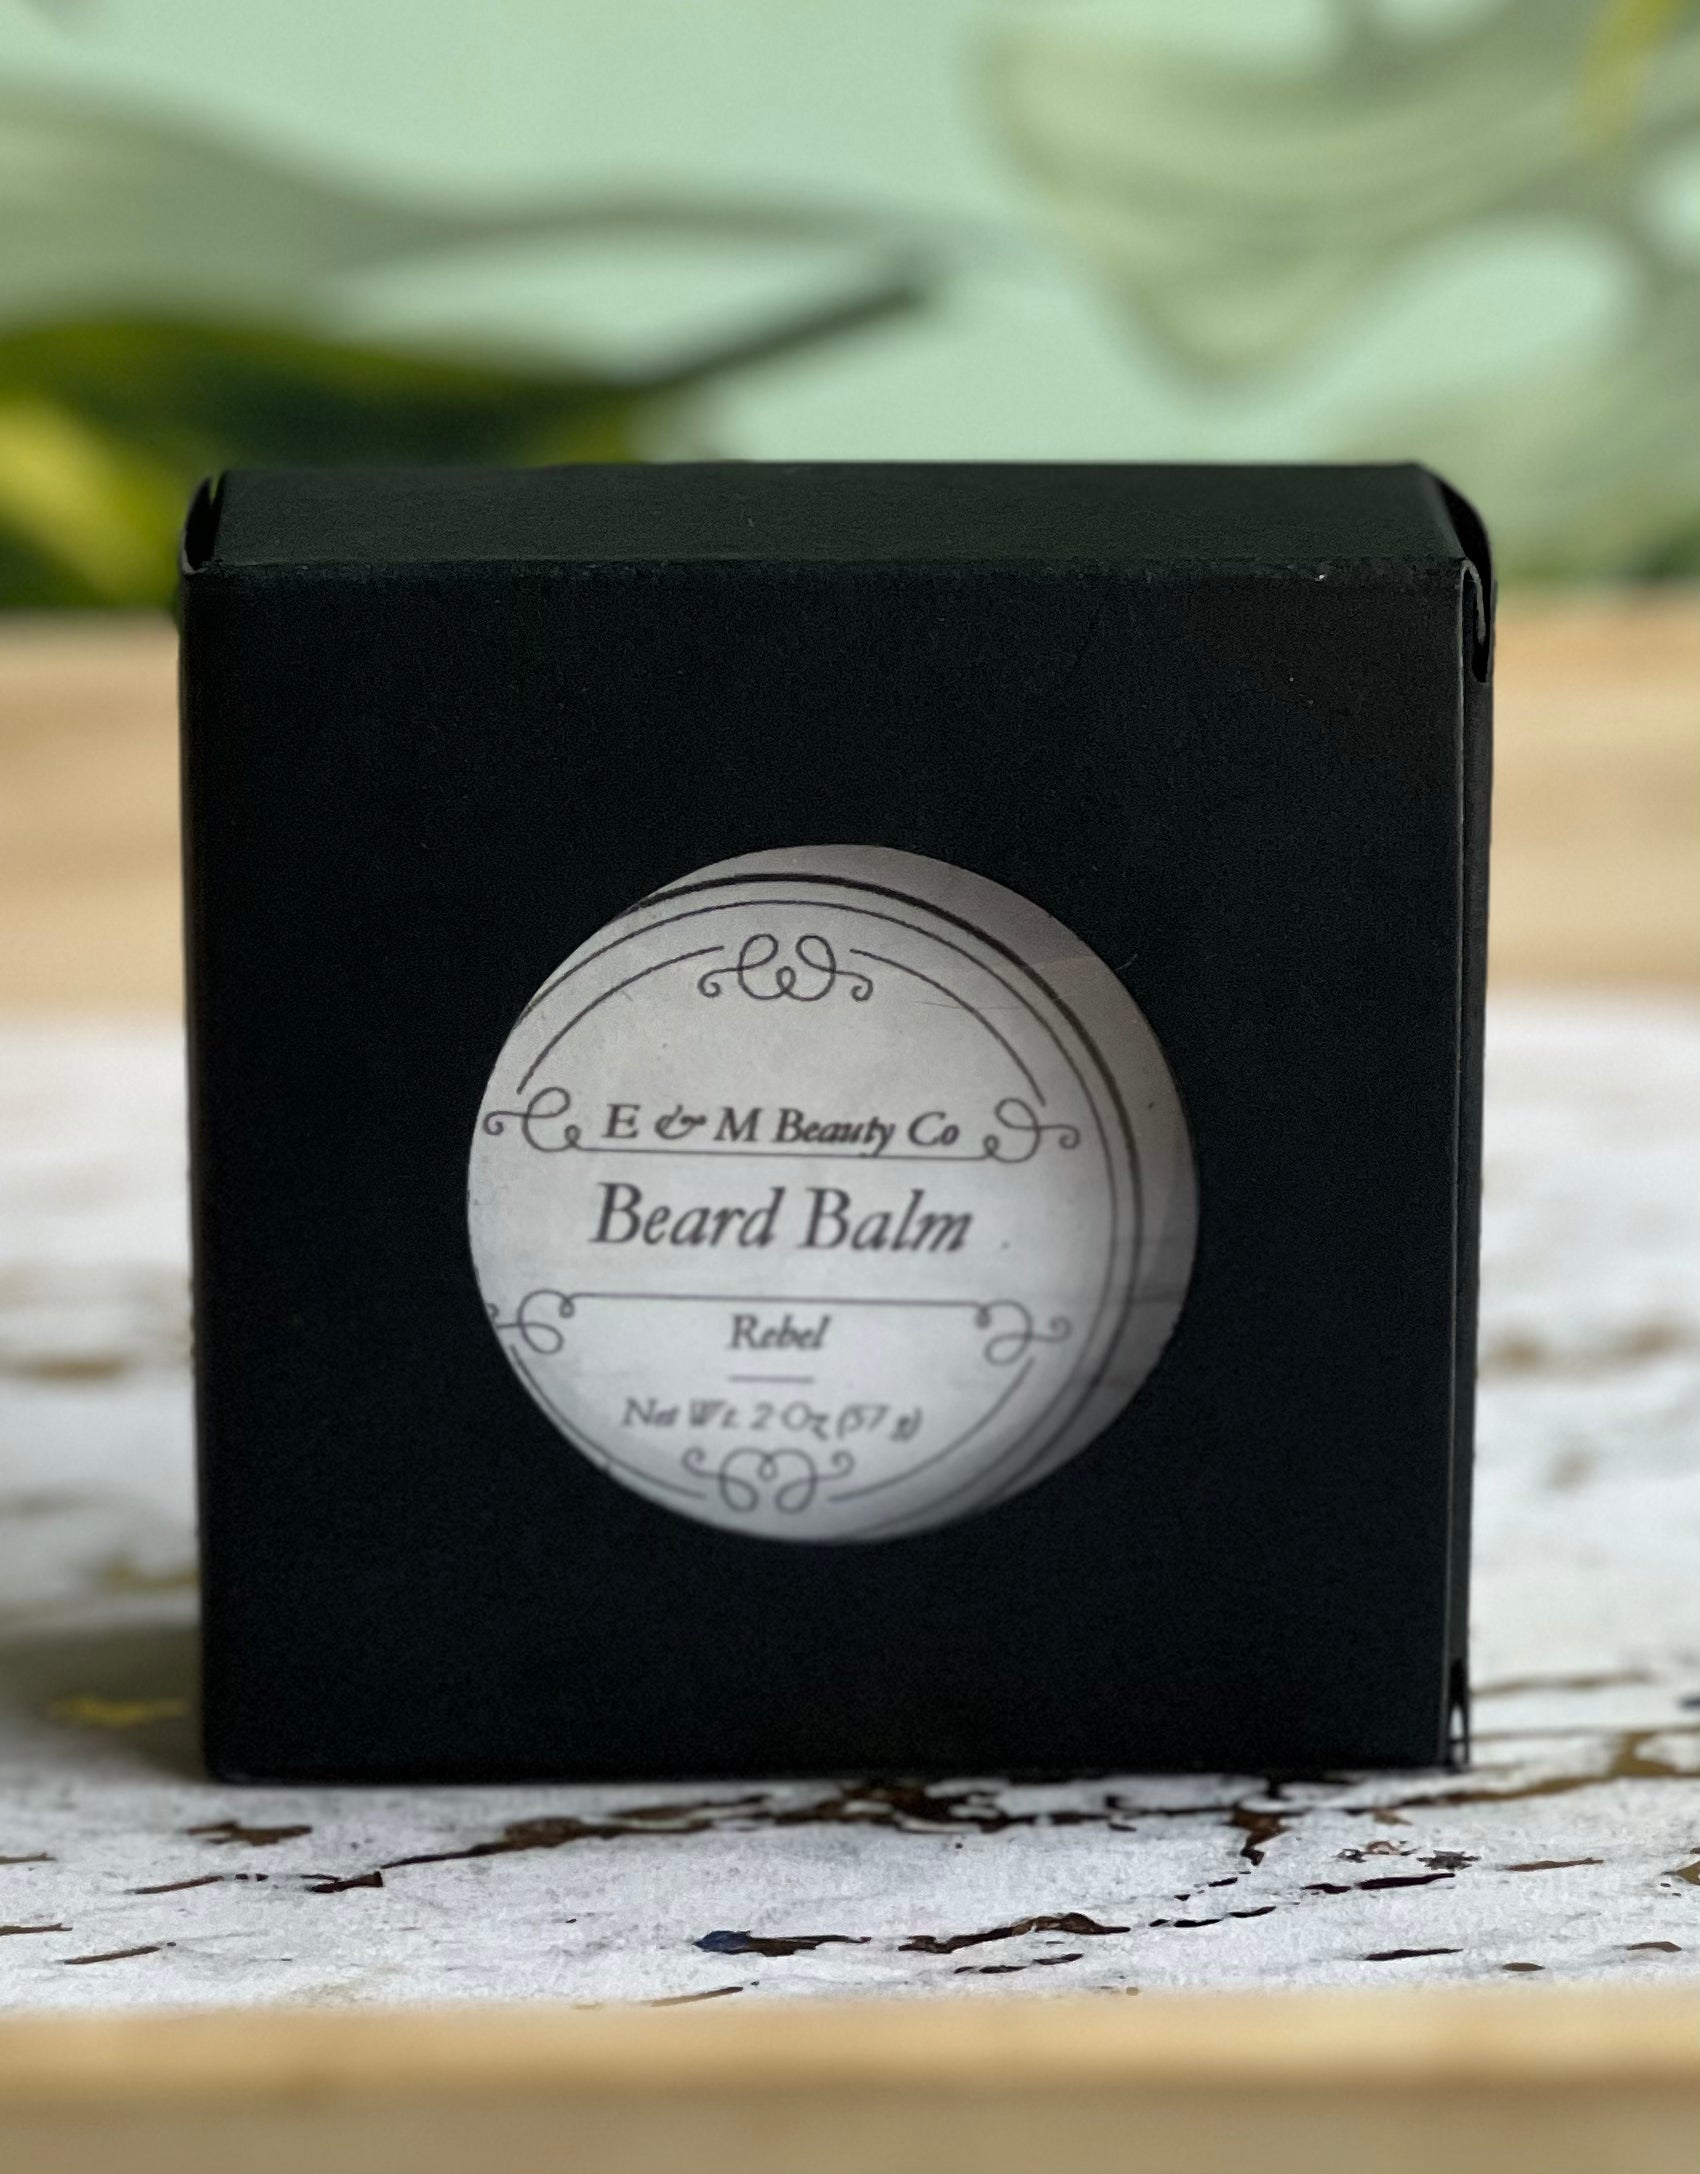 E & M Beauty Co
Beard Balm
Rebel
Net Wt. 2 Oz (57 g)